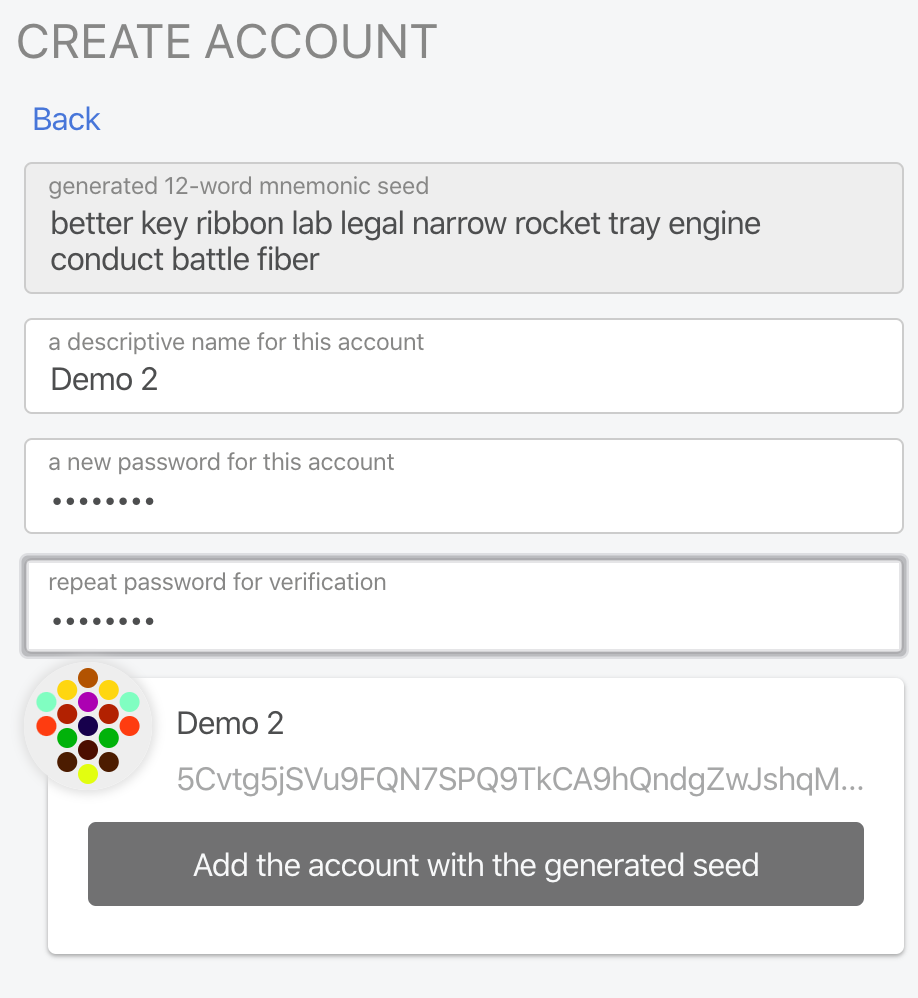 CREATE ACCOUNT
Back
generated 12-word mnemonic seed
better key ribbon lab legal narrow rocket tray engine
conduct battle fiber
a descriptive name for this account
Demo 2
a new password for this account
••••••••
repeat password for verification
••••••••
Demo 2
5Cvtg5jSVu9FQN7SPQ9TkCA9hQndgZwJshqM...
Add the account with the generated seed